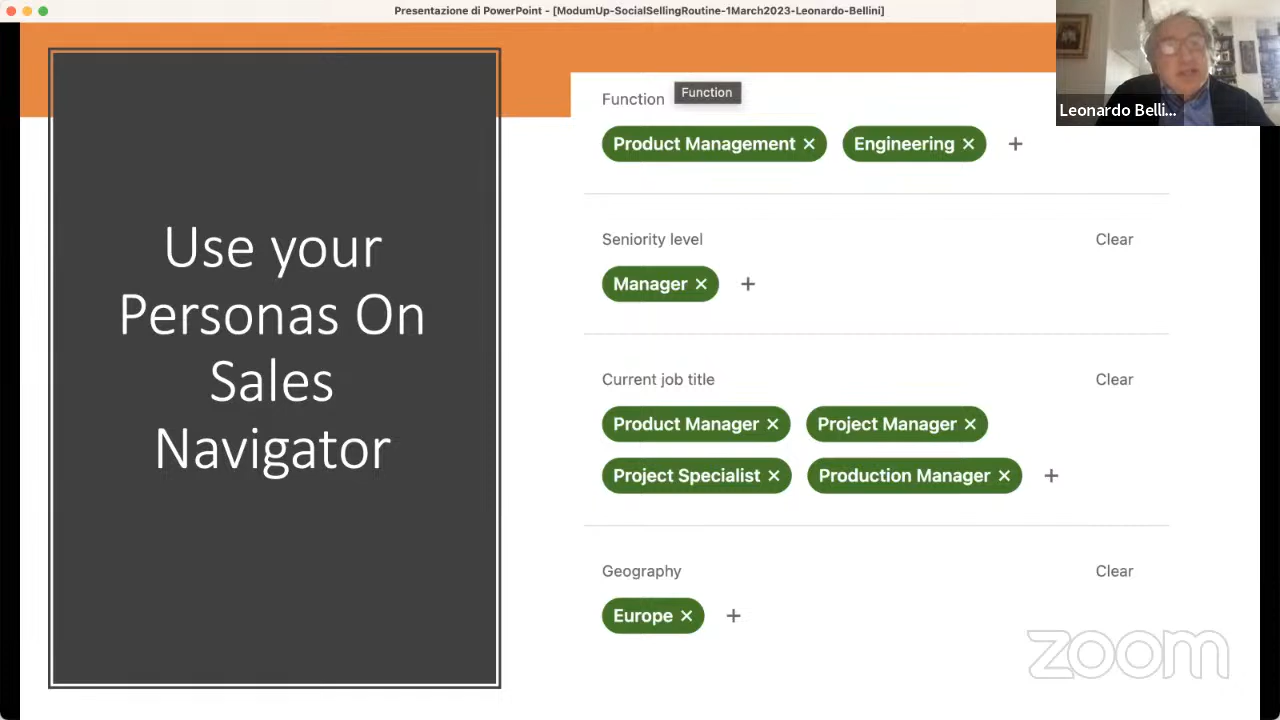 Presentazione di PowerPoint - [ModumUp-SocialSellingRoutine-1March2023-Leonardo-Bellini]
Leonardo Belli...
Use your
Personas On
Sales
Navigator
Function
Function
Product Management × Engineering × +
Seniority level Clear
Manager × +
Current job title Clear
Product Manager × Project Manager ×
Project Specialist × Production Manager × +
Geography Clear
Europe × +
zoom